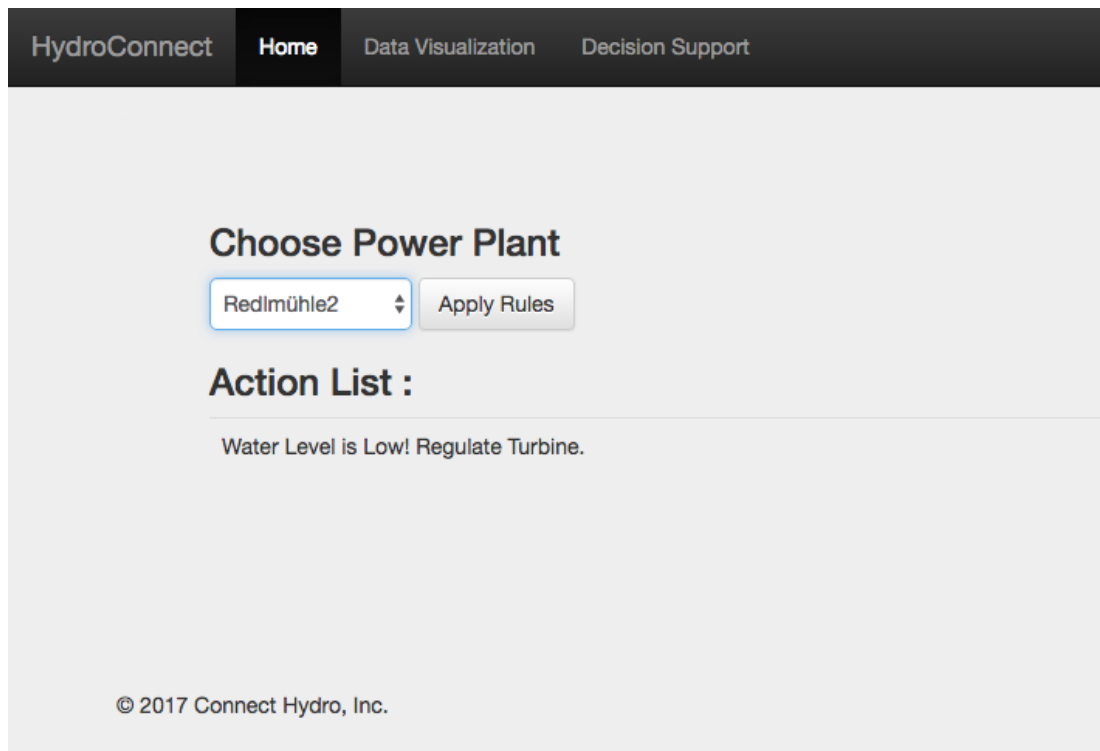 HydroConnect Home Data Visualization Decision Support
Choose Power Plant
Redlmühle2 Apply Rules
Action List :
Water Level is Low! Regulate Turbine.
© 2017 Connect Hydro, Inc.